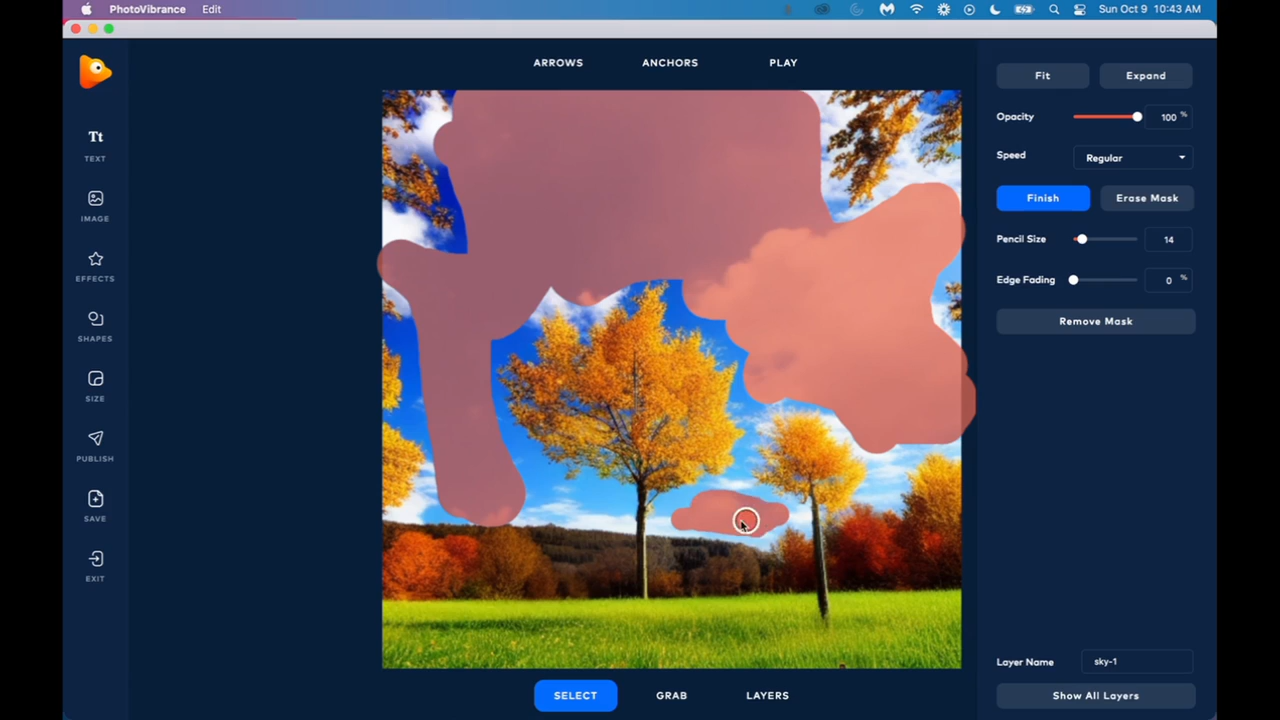 PhotoVibrance Edit Sun Oct 9 10:43 AM
ARROWS ANCHORS PLAY
Tt
TEXT
IMAGE
EFFECTS
SHAPES
SIZE
PUBLISH
SAVE
EXIT
Fit Expand
Opacity 100 %
Speed Regular
Finish Erase Mask
Pencil Size 14
Edge Fading 0 %
Remove Mask
Layer Name sky-1
Show All Layers
SELECT GRAB LAYERS